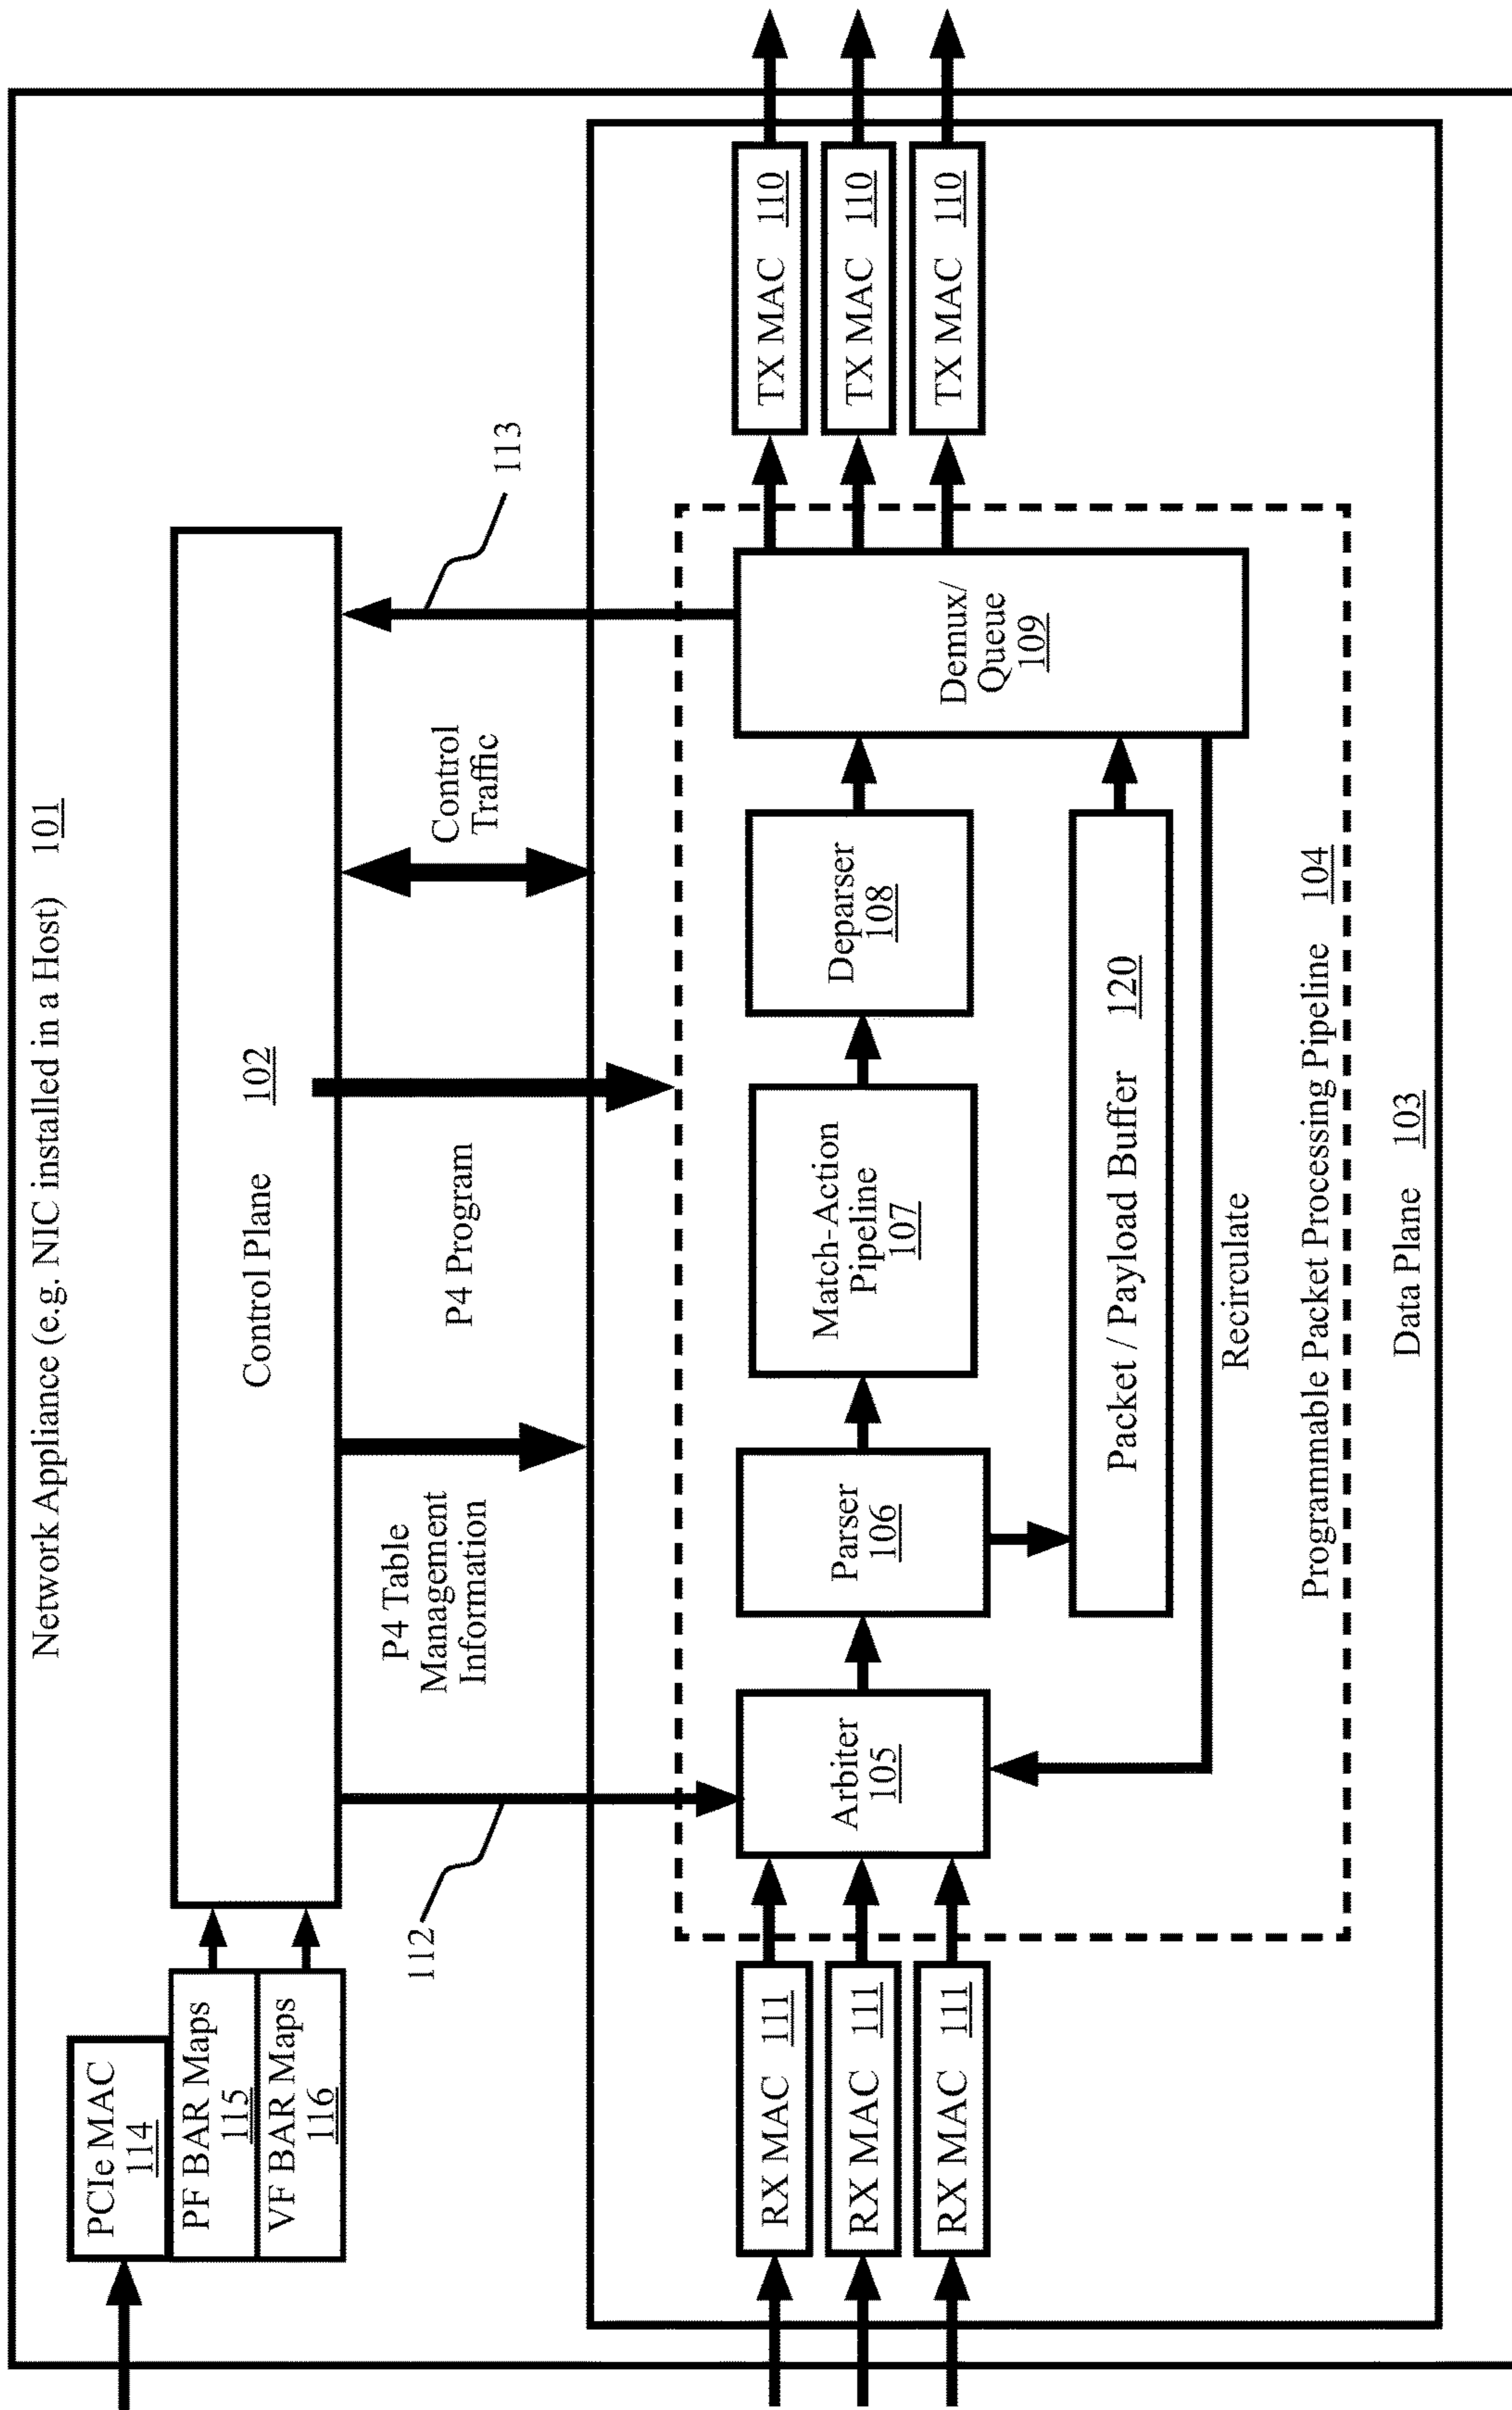 Network Appliance (e.g. NIC installed in a Host) 101
PCIe MAC
114
PF BAR Maps
115
VF BAR Maps
116
Control Plane 102
112
P4 Table
Management
Information
P4 Program
Control
Traffic
113
RX MAC 111
RX MAC 111
RX MAC 111
Arbiter
105
Parser
106
Match-Action
Pipeline
107
Deparser
108
Demux/
Queue
109
TX MAC 110
TX MAC 110
TX MAC 110
Packet / Payload Buffer 120
Recirculate
Programmable Packet Processing Pipeline 104
Data Plane 103